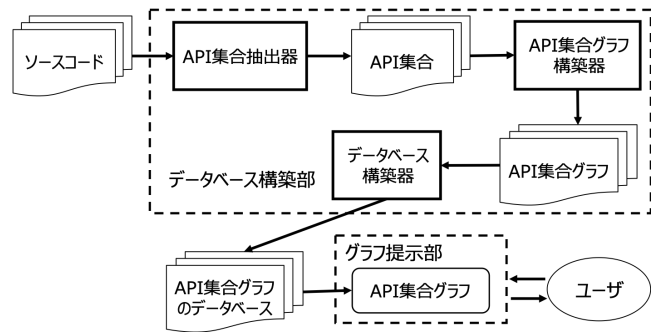 ソースコード
API集合抽出器
API集合
API集合グラフ
構築器
API集合グラフ
データベース
構築器
データベース構築部
API集合グラフ
のデータベース
グラフ提示部
API集合グラフ
ユーザ